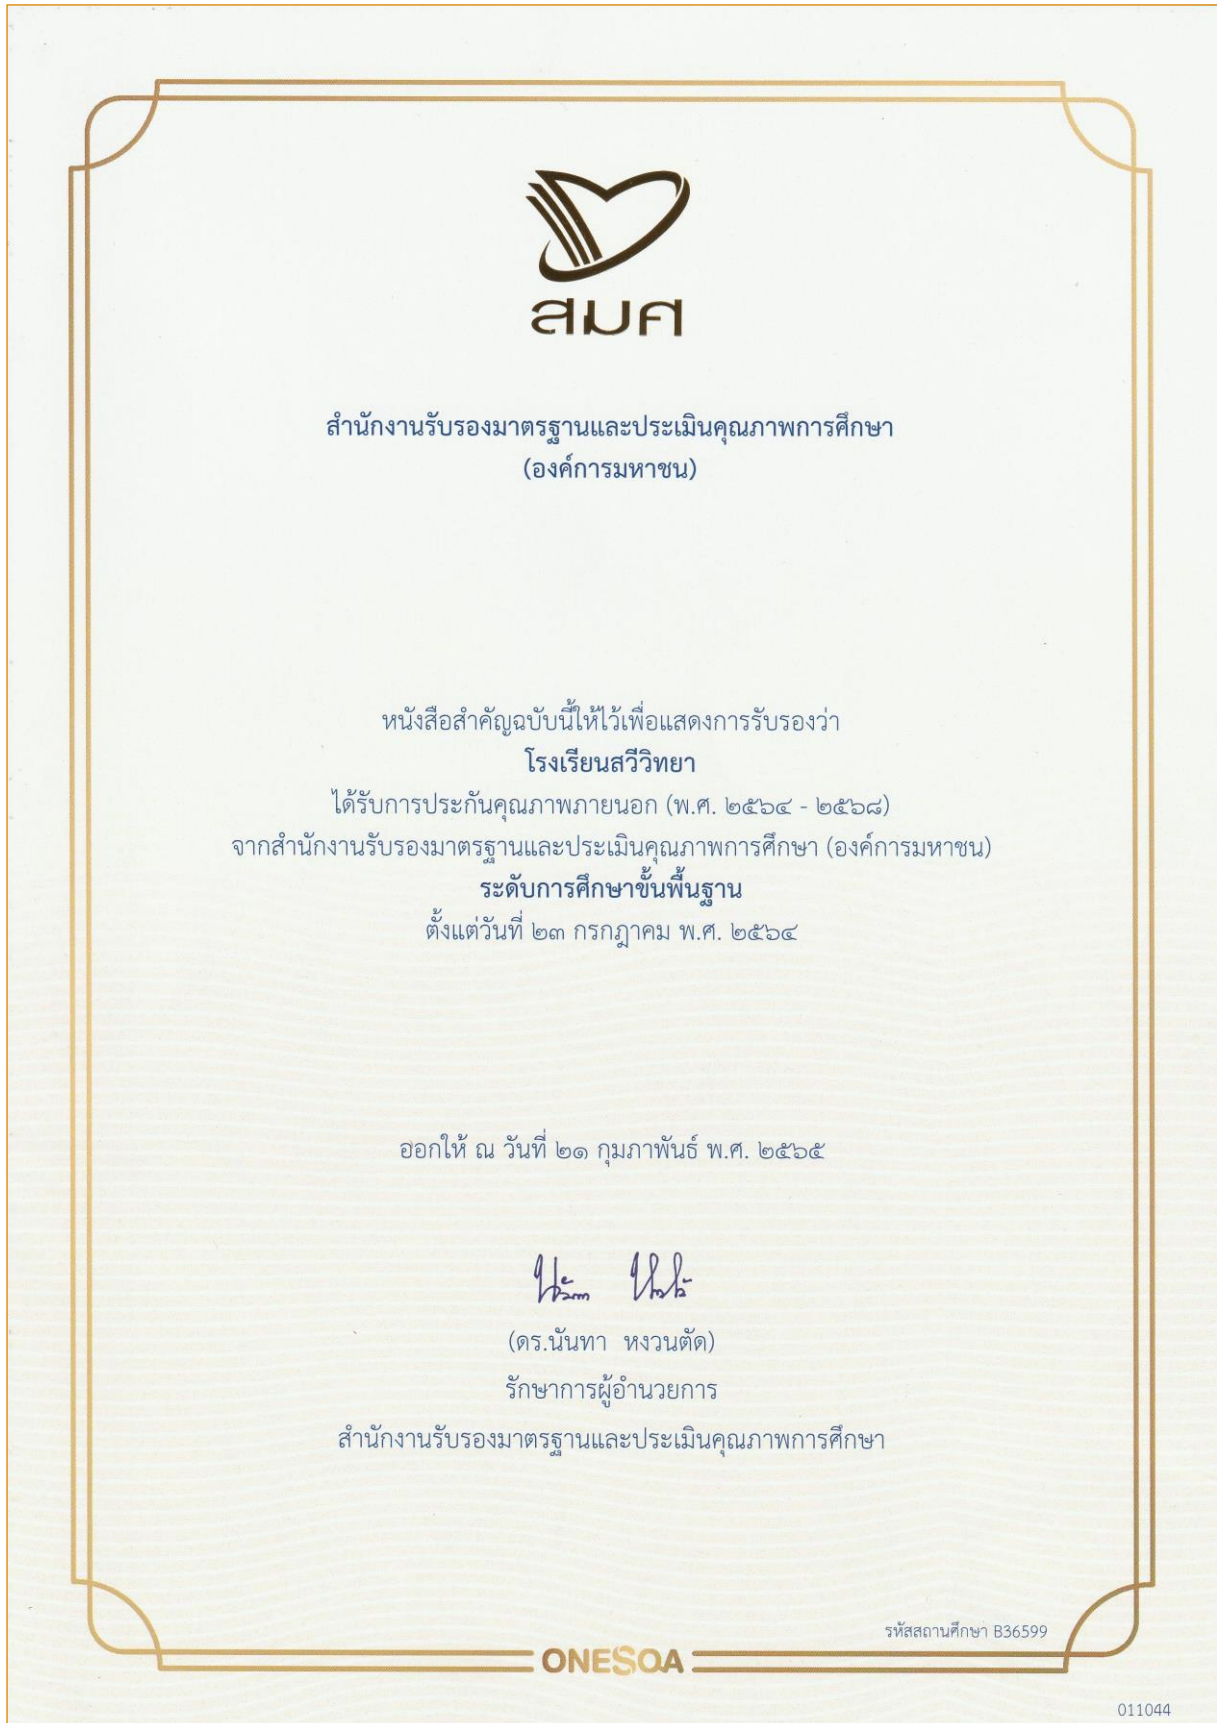 สมศ
สำนักงานรับรองมาตรฐานและประเมินคุณภาพการศึกษา
(องค์การมหาชน)
หนังสือสำคัญฉบับนี้ให้ไว้เพื่อแสดงการรับรองว่า
โรงเรียนสวีวิทยา
ได้รับการประกันคุณภาพภายนอก (พ.ศ. ๒๕๖๔ - ๒๕๖๘)
จากสำนักงานรับรองมาตรฐานและประเมินคุณภาพการศึกษา (องค์การมหาชน)
ระดับการศึกษาขั้นพื้นฐาน
ตั้งแต่วันที่ ๒๓ กรกฎาคม พ.ศ. ๒๕๖๔
ออกให้ ณ วันที่ ๒๑ กุมภาพันธ์ พ.ศ. ๒๕๖๕
(ดร.นันทา หงวนตัด)
รักษาการผู้อำนวยการ
สำนักงานรับรองมาตรฐานและประเมินคุณภาพการศึกษา
รหัสสถานศึกษา B36599
ONESQA
011044